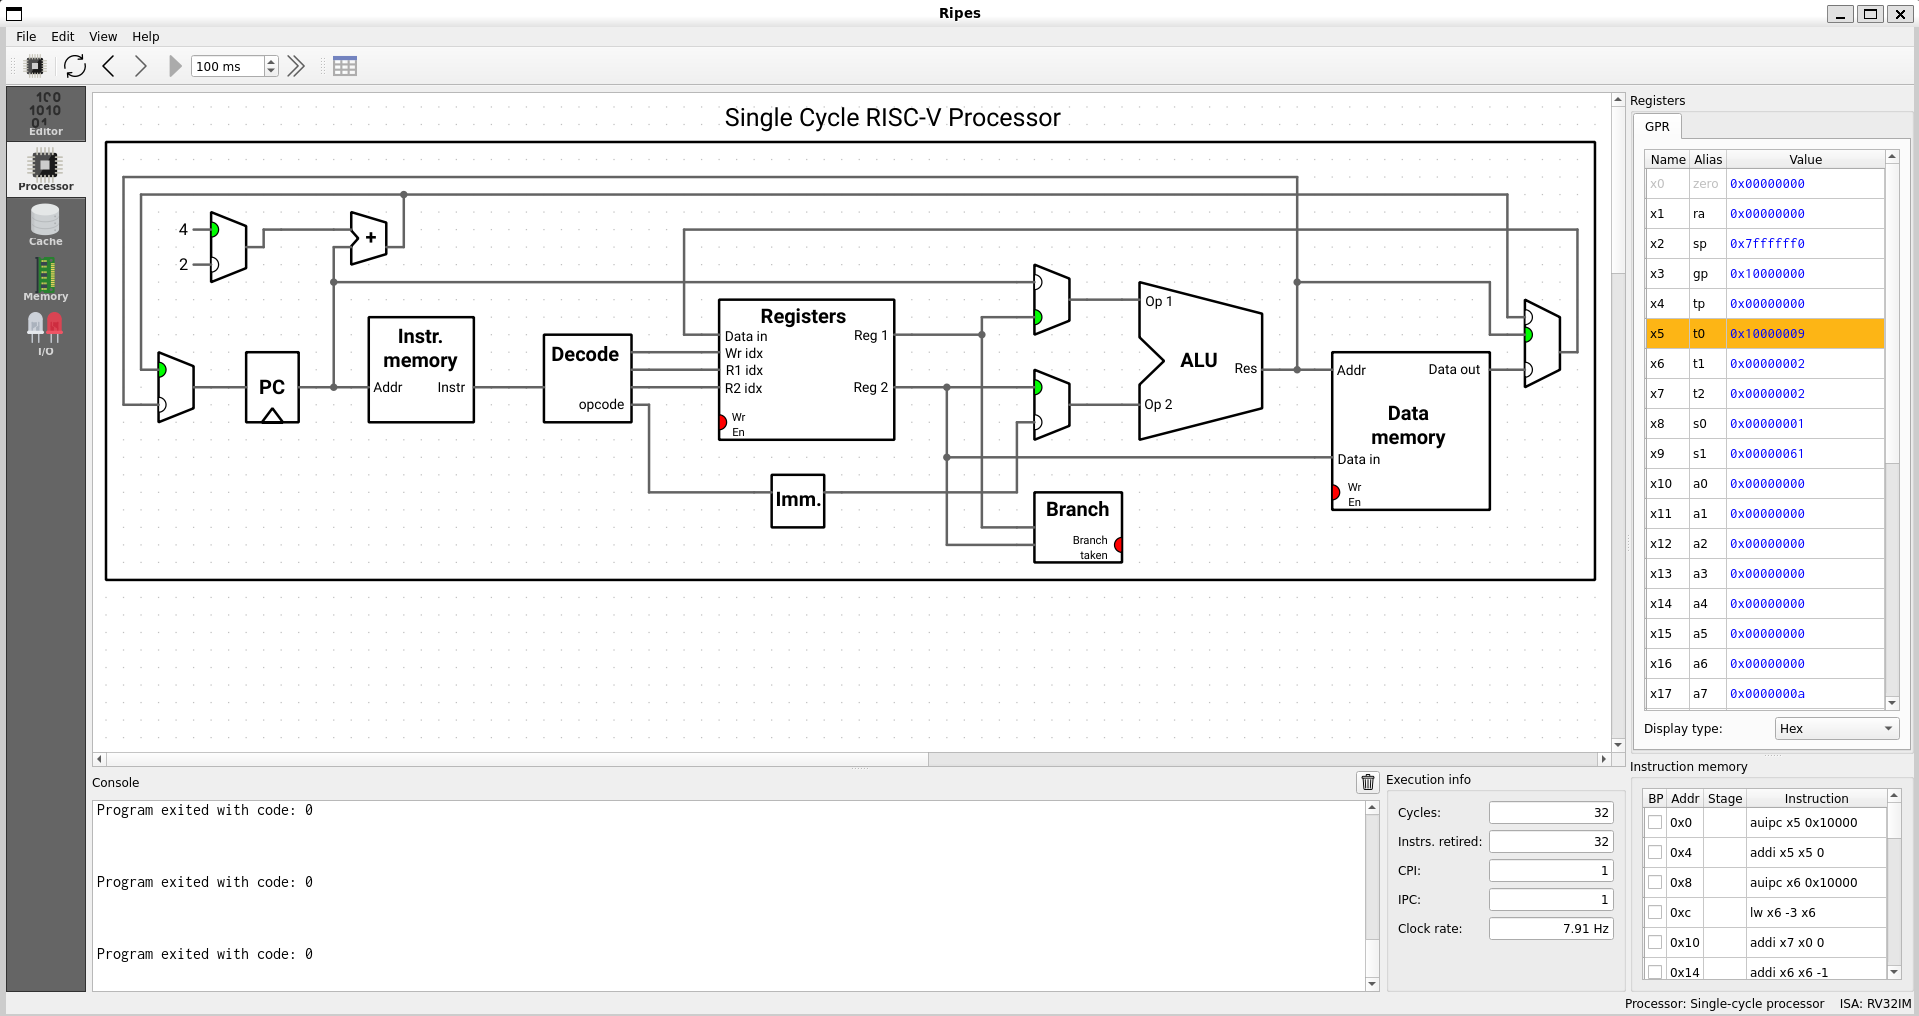 Ripes
File Edit View Help
100 ms
Editor
Processor
Cache
Memory
I/O
Single Cycle RISC-V Processor
4
2
+
PC
Instr. memory
Addr Instr
Decode
opcode
Registers
Data in Reg 1
Wr idx
R1 idx
R2 idx Reg 2
Wr
En
Imm.
Op 1
ALU
Res
Op 2
Branch
Branch
taken
Addr Data out
Data
memory
Data in
Wr
En
Registers
GPR
Name Alias Value
x0 zero 0x00000000
x1 ra 0x00000000
x2 sp 0x7ffffff0
x3 gp 0x10000000
x4 tp 0x00000000
x5 t0 0x10000009
x6 t1 0x00000002
x7 t2 0x00000002
x8 s0 0x00000001
x9 s1 0x00000061
x10 a0 0x00000000
x11 a1 0x00000000
x12 a2 0x00000000
x13 a3 0x00000000
x14 a4 0x00000000
x15 a5 0x00000000
x16 a6 0x00000000
x17 a7 0x0000000a
Display type: Hex
Console
Program exited with code: 0
Program exited with code: 0
Program exited with code: 0
Execution info
Cycles: 32
Instrs. retired: 32
CPI: 1
IPC: 1
Clock rate: 7.91 Hz
Instruction memory
BP Addr Stage Instruction
0x0 auipc x5 0x10000
0x4 addi x5 x5 0
0x8 auipc x6 0x10000
0xc lw x6 -3 x6
0x10 addi x7 x0 0
0x14 addi x6 x6 -1
Processor: Single-cycle processor ISA: RV32IM